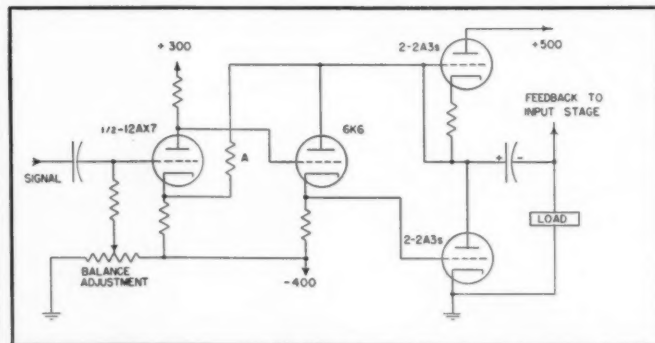 +300
2-2A3s
+500
FEEDBACK TO
INPUT STAGE
1/2-12AX7
6K6
A
+ -
SIGNAL
LOAD
2-2A3s
BALANCE
ADJUSTMENT
-400